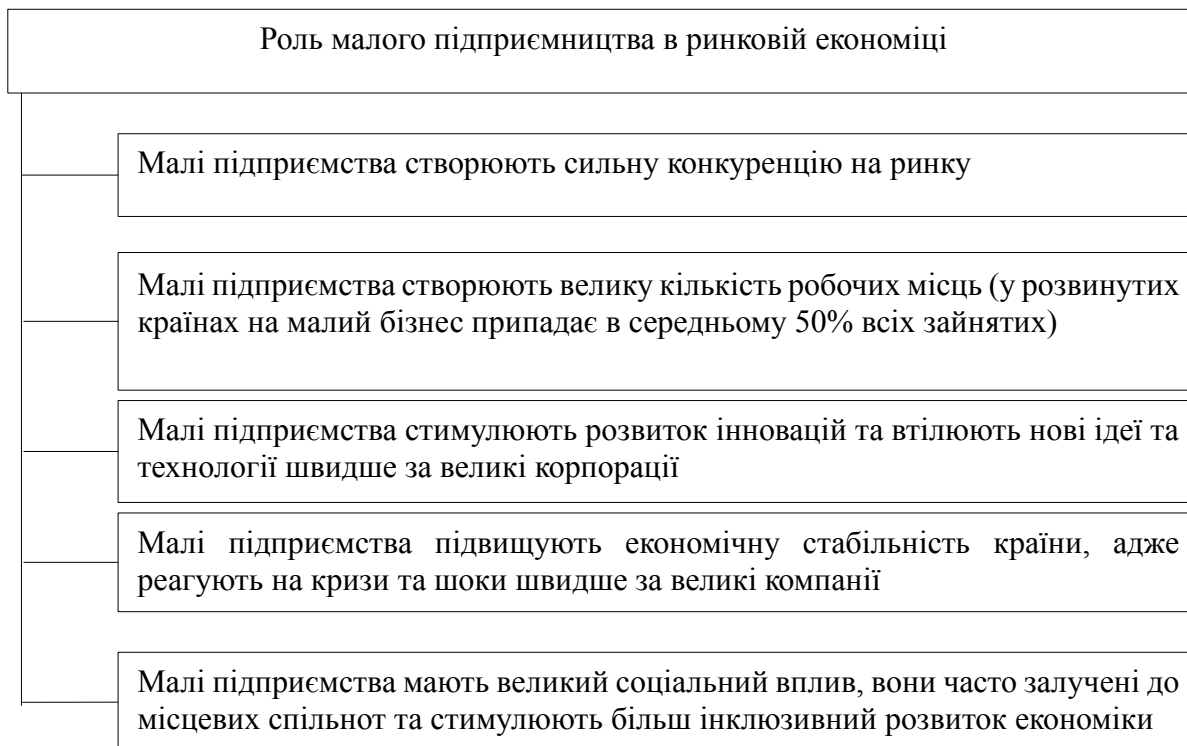 Роль малого підприємництва в ринковій економіці
Малі підприємства створюють сильну конкуренцію на ринку
Малі підприємства створюють велику кількість робочих місць (у розвинутих
країнах на малий бізнес припадає в середньому 50% всіх зайнятих)
Малі підприємства стимулюють розвиток інновацій та втілюють нові ідеї та
технології швидше за великі корпорації
Малі підприємства підвищують економічну стабільність країни, адже
реагують на кризи та шоки швидше за великі компанії
Малі підприємства мають великий соціальний вплив, вони часто залучені до
місцевих спільнот та стимулюють більш інклюзивний розвиток економіки